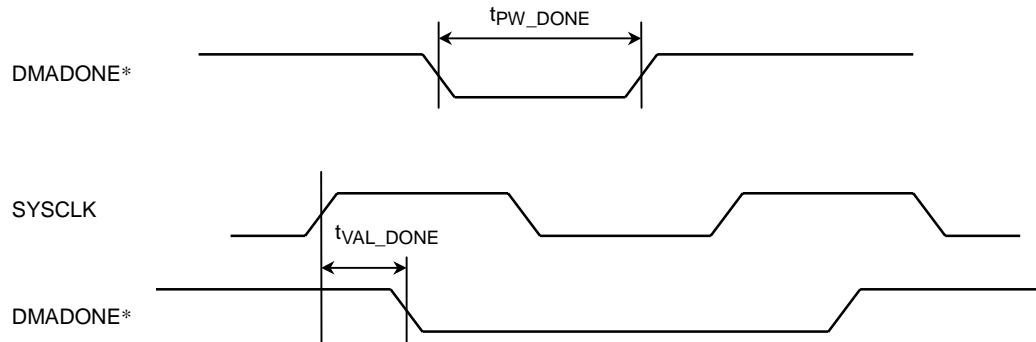 tPW_DONE
DMADONE*
SYSCLK
tVAL_DONE
DMADONE*